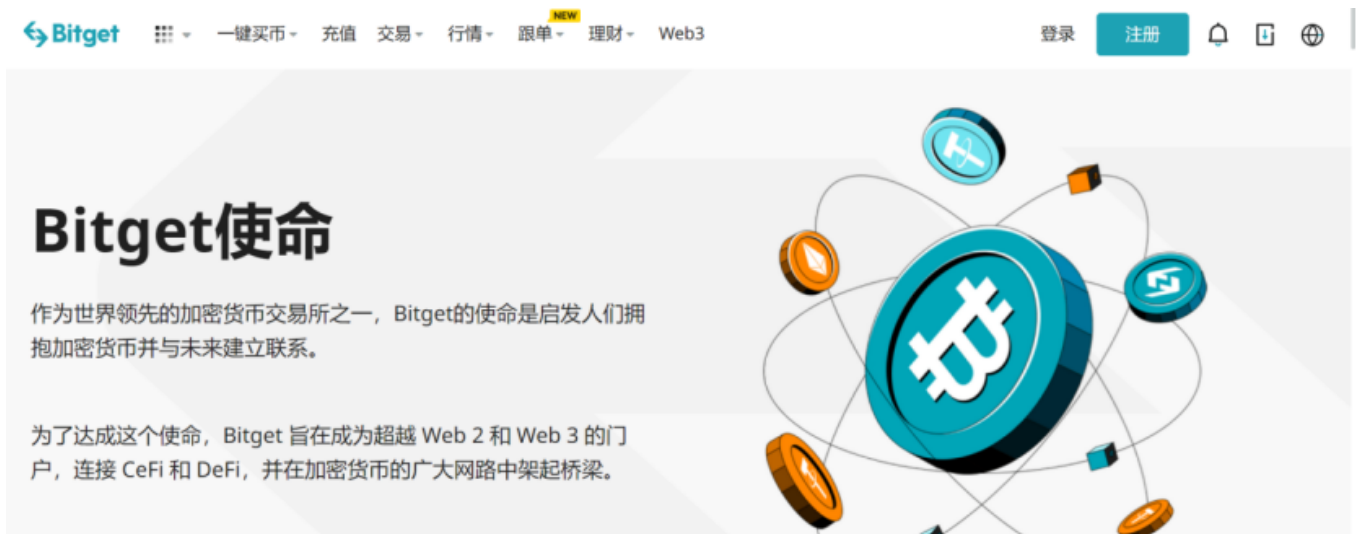 Bitget
一键买币
充值
交易
行情
跟单
NEW
理财
Web3
登录
注册
Bitget使命
作为世界领先的加密货币交易所之一，Bitget的使命是启发人们拥
抱加密货币并与未来建立联系。
为了达成这个使命，Bitget 旨在成为超越 Web 2 和 Web 3 的门
户，连接 CeFi 和 DeFi，并在加密货币的广大网路中架起桥梁。